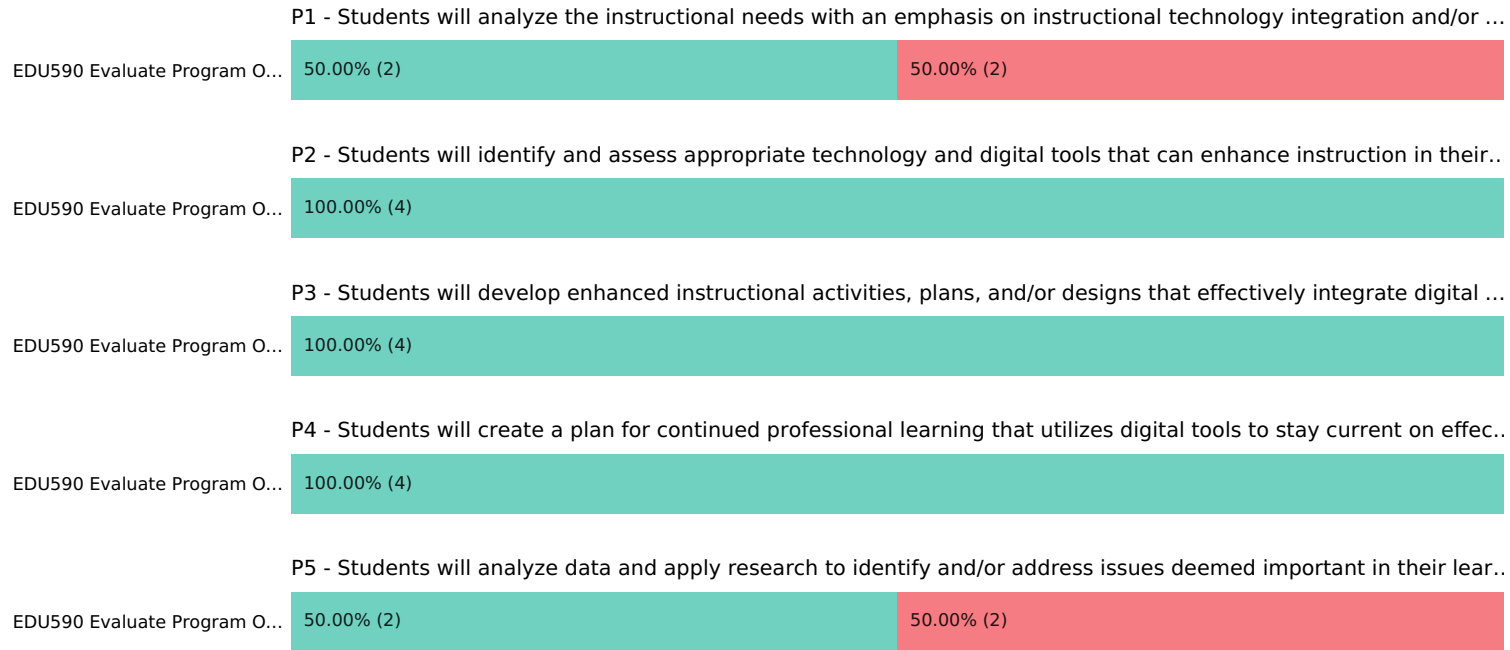 P1 - Students will analyze the instructional needs with an emphasis on instructional technology integration and/or ...
EDU590 Evaluate Program O... 50.00% (2) 50.00% (2)
P2 - Students will identify and assess appropriate technology and digital tools that can enhance instruction in their...
EDU590 Evaluate Program O... 100.00% (4)
P3 - Students will develop enhanced instructional activities, plans, and/or designs that effectively integrate digital ...
EDU590 Evaluate Program O... 100.00% (4)
P4 - Students will create a plan for continued professional learning that utilizes digital tools to stay current on effec...
EDU590 Evaluate Program O... 100.00% (4)
P5 - Students will analyze data and apply research to identify and/or address issues deemed important in their lear...
EDU590 Evaluate Program O... 50.00% (2) 50.00% (2)